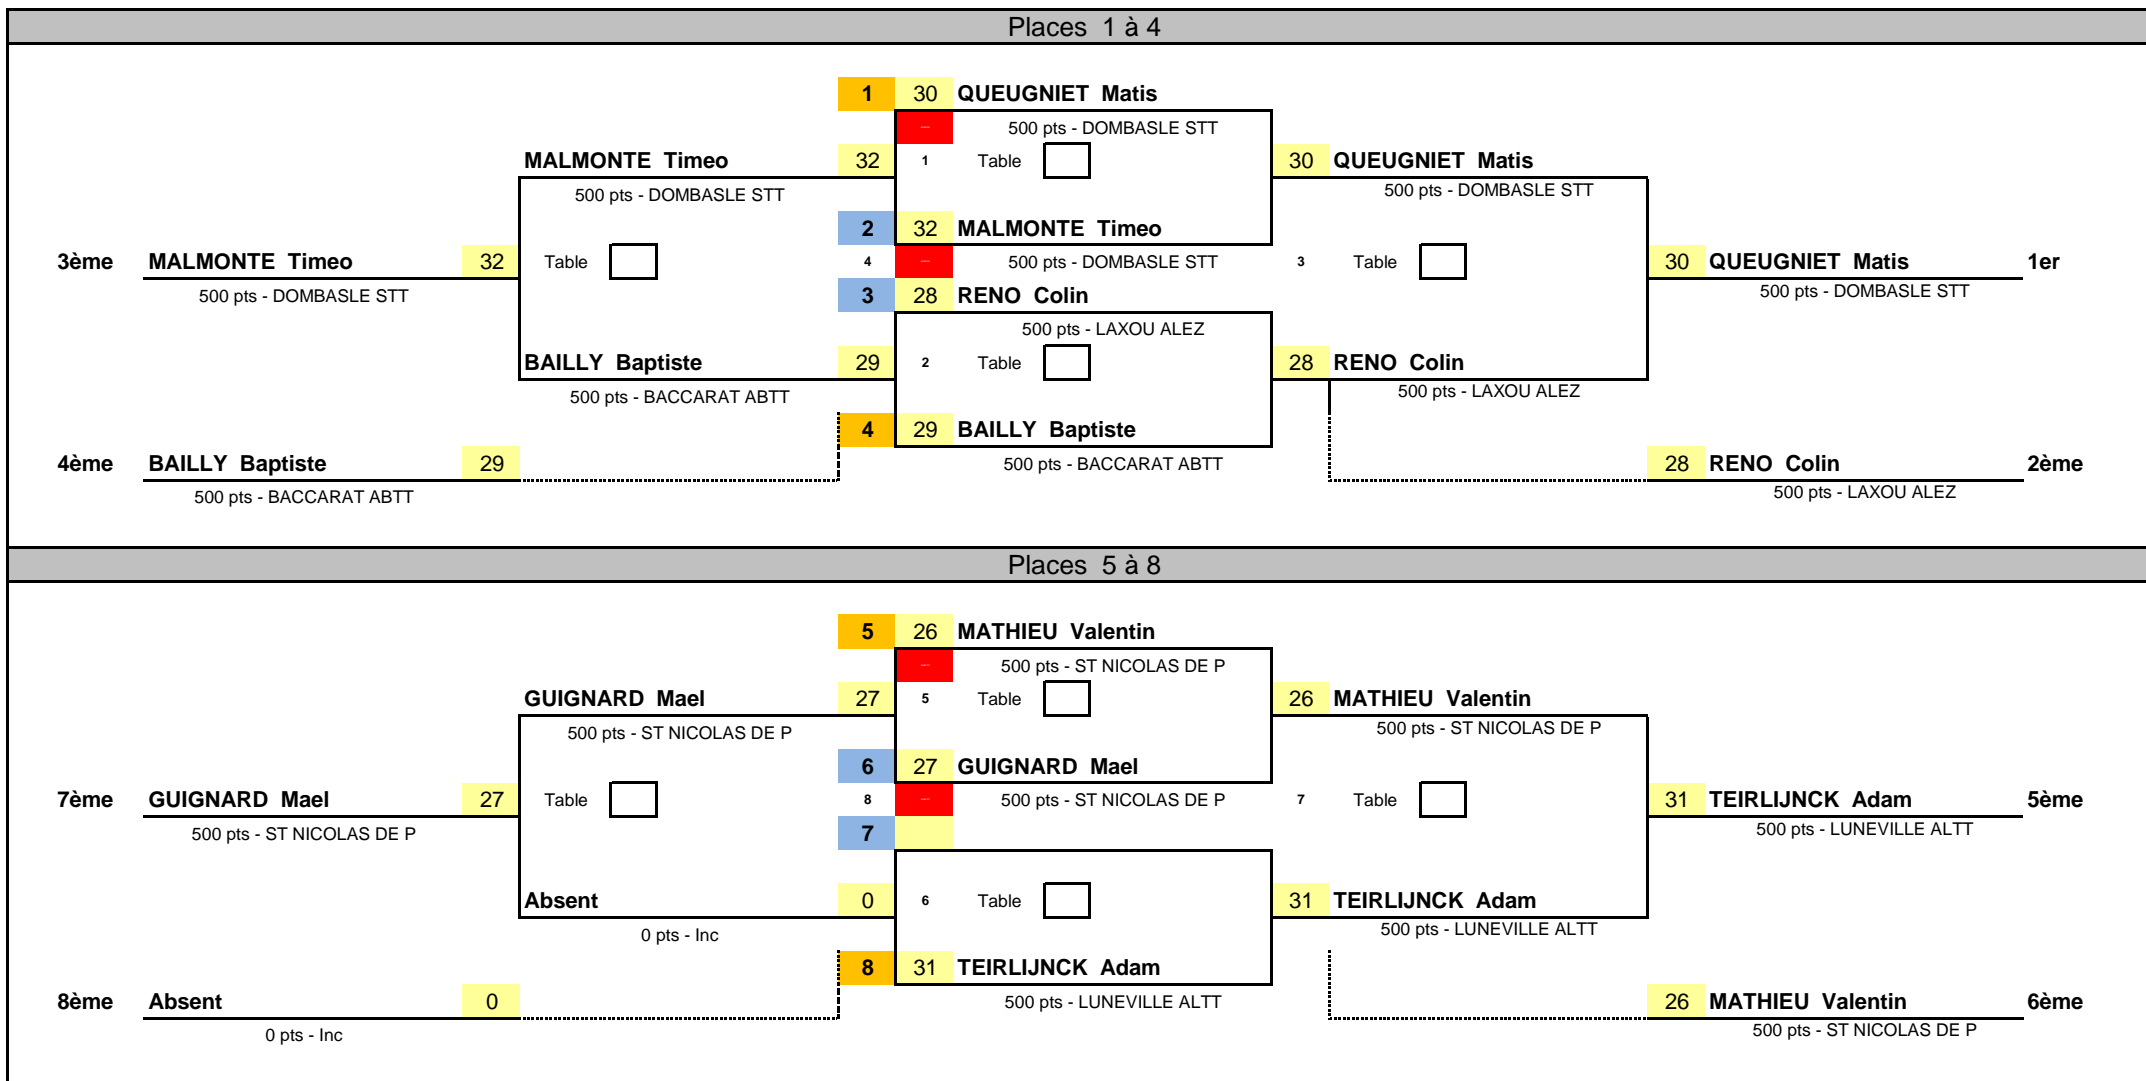 Places 1 à 4
1 30 QUEUGNIET Matis
500 pts - DOMBASLE STT
MALMONTE Timeo 32 1 Table 30 QUEUGNIET Matis
500 pts - DOMBASLE STT 500 pts - DOMBASLE STT
2 32 MALMONTE Timeo
3ème MALMONTE Timeo 32 Table 4 500 pts - DOMBASLE STT 3 Table 30 QUEUGNIET Matis 1er
500 pts - DOMBASLE STT 3 28 RENO Colin 500 pts - DOMBASLE STT
500 pts - LAXOU ALEZ
BAILLY Baptiste 29 2 Table 28 RENO Colin
500 pts - BACCARAT ABTT 500 pts - LAXOU ALEZ
4 29 BAILLY Baptiste
4ème BAILLY Baptiste 29 500 pts - BACCARAT ABTT 28 RENO Colin 2ème
500 pts - BACCARAT ABTT 500 pts - LAXOU ALEZ
Places 5 à 8
5 26 MATHIEU Valentin
500 pts - ST NICOLAS DE P
GUIGNARD Mael 27 5 Table 26 MATHIEU Valentin
500 pts - ST NICOLAS DE P 500 pts - ST NICOLAS DE P
6 27 GUIGNARD Mael
7ème GUIGNARD Mael 27 Table 8 500 pts - ST NICOLAS DE P 7 Table 31 TEIRLIJNCK Adam 5ème
500 pts - ST NICOLAS DE P 7 500 pts - LUNEVILLE ALTT
Absent 0 6 Table 31 TEIRLIJNCK Adam
0 pts - Inc 500 pts - LUNEVILLE ALTT
8 31 TEIRLIJNCK Adam
8ème Absent 0 500 pts - LUNEVILLE ALTT 26 MATHIEU Valentin 6ème
0 pts - Inc 500 pts - ST NICOLAS DE P